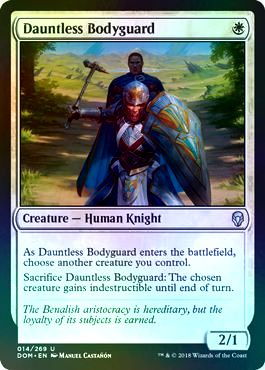 Dauntless Bodyguard
Creature — Human Knight
As Dauntless Bodyguard enters the battlefield,
choose another creature you control.
Sacrifice Dauntless Bodyguard: The chosen
creature gains indestructible until end of turn.
The Benalish aristocracy is hereditary, but the
loyalty of its subjects is earned.
2/1
014/269 U
DOM • EN MANUEL CASTAÑÓN
™ & © 2018 Wizards of the Coast